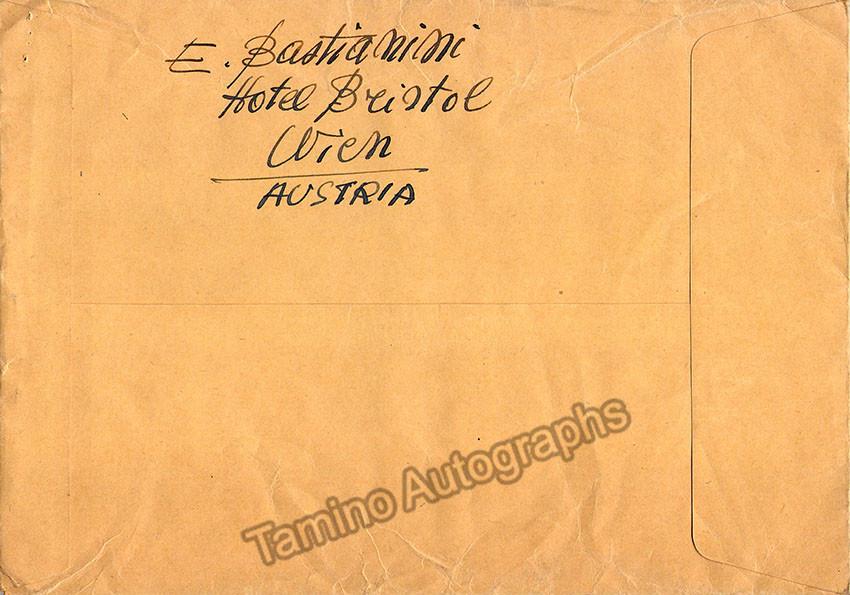 E. Bastianini
Hotel Bristol
Wien
AUSTRIA
Tamino Autographs